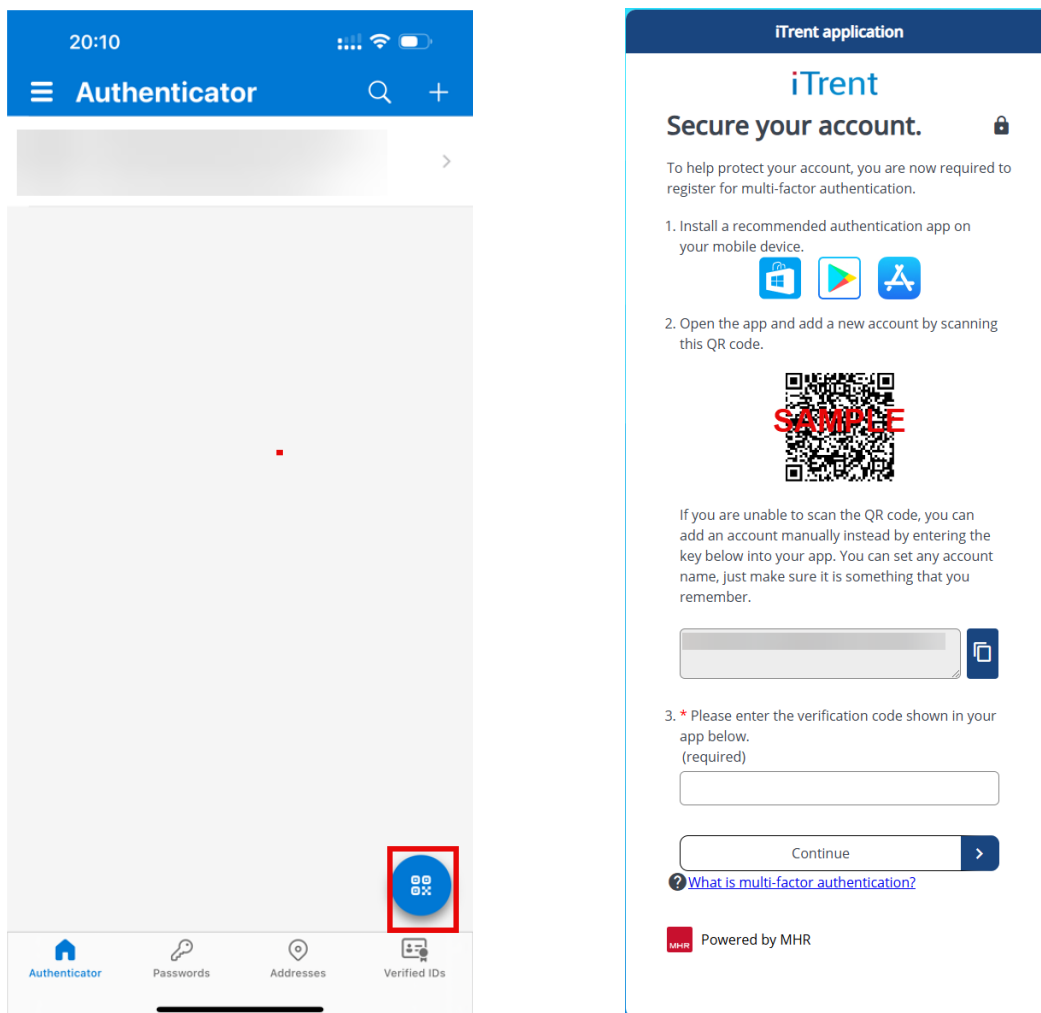 20:10
Authenticator
Authenticator
Passwords
Addresses
Verified IDs
iTrent application
iTrent
Secure your account.
To help protect your account, you are now required to
register for multi-factor authentication.
1. Install a recommended authentication app on
your mobile device.
2. Open the app and add a new account by scanning
this QR code.
SAMPLE
If you are unable to scan the QR code, you can
add an account manually instead by entering the
key below into your app. You can set any account
name, just make sure it is something that you
remember.
3. * Please enter the verification code shown in your
app below.
(required)
Continue
? What is multi-factor authentication?
MHR Powered by MHR